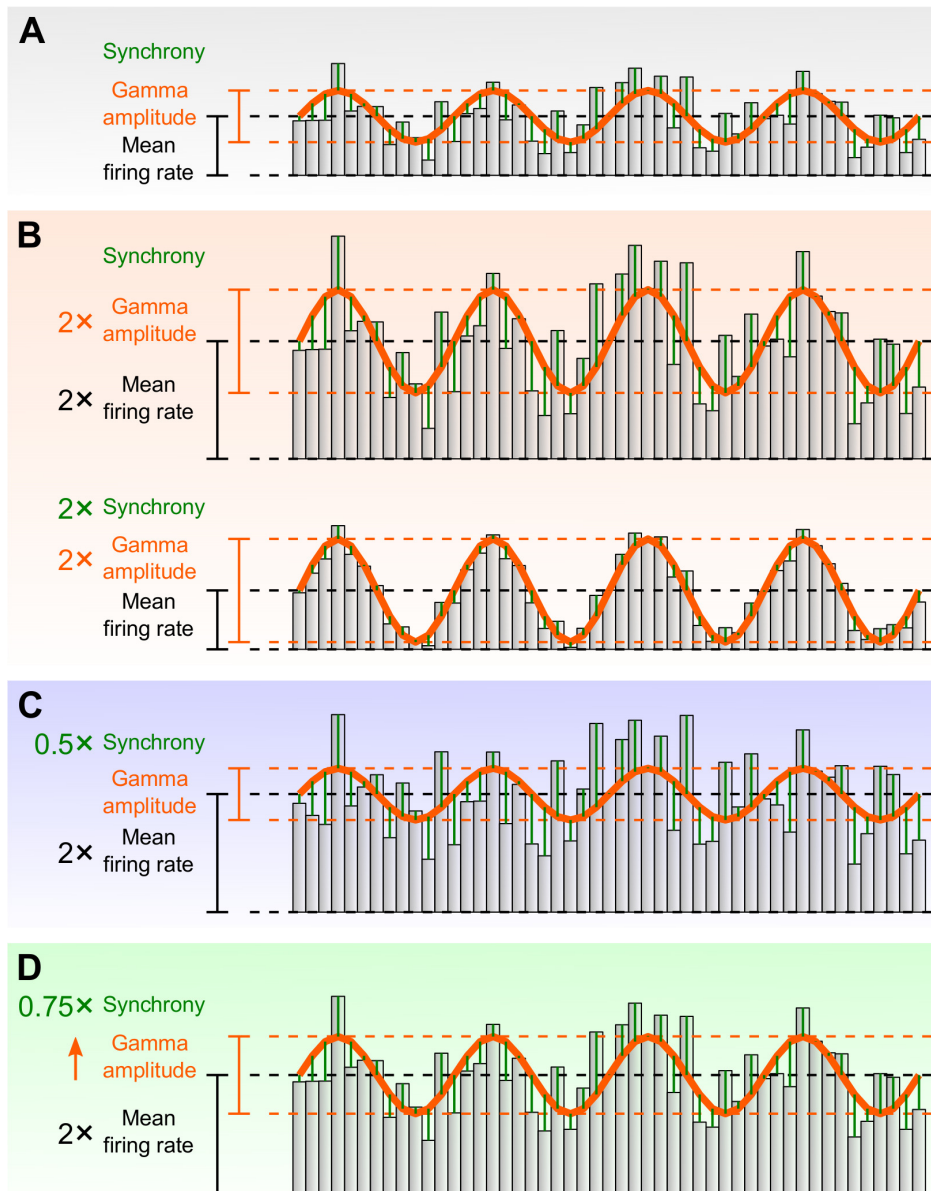 A
Synchrony
Gamma
amplitude
Mean
firing rate
B
Synchrony
2× Gamma
amplitude
2× Mean
firing rate
2× Synchrony
2× Gamma
amplitude
Mean
firing rate
C
0.5× Synchrony
Gamma
amplitude
2× Mean
firing rate
D
0.75× Synchrony
Gamma
amplitude
2× Mean
firing rate